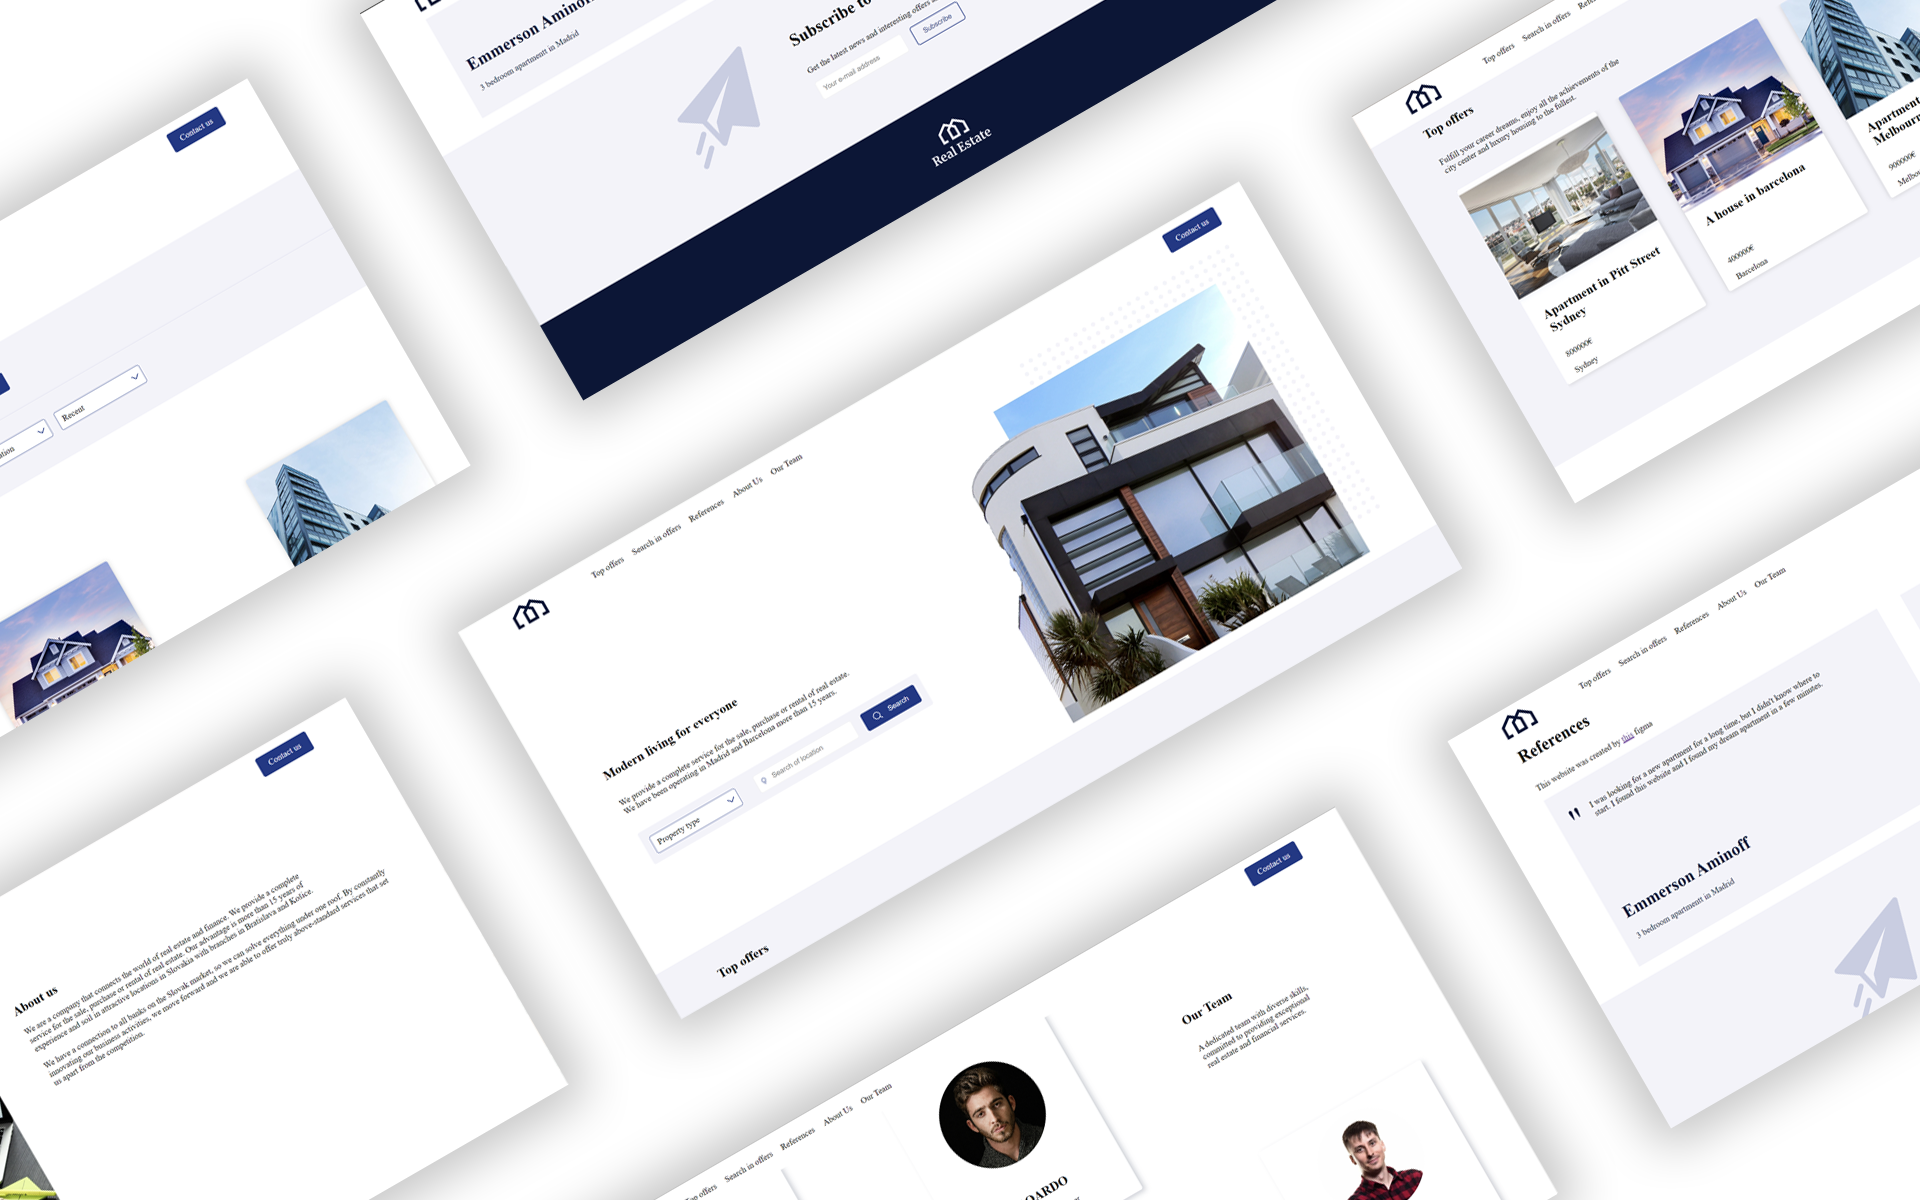 Emmerson Aminoff
3 bedroom apartmentt in Madrid
Subscribe to
Get the latest news and interesting offers
Your e-mail address
Subscribe
Real Estate
Contact us
Recent
Top offers
Search in offers
Top offers
Fulfill your career dreams, enjoy all the achievements of the
city center and luxury housing to the fullest.
Apartment in Pitt Street
Sydney
800000€
Sydney
A house in barcelona
400000€
Barcelona
Apartment
900000€
Contact us
Top offers
Search in offers
References
About Us
Our Team
Modern living for everyone
We provide a complete service for the sale, purchase or rental of real estate.
We have been operating in Madrid and Barcelona more than 15 years.
Property type
Search of location
Search
Top offers
Top offers
Search in offers
References
About Us
Our Team
References
This website was created by this figma
"
I was looking for a new apartment for a long time, but I didn't know where to
start. I found this website and I found my dream apartment in a few minutes.
Emmerson Aminoff
3 bedroom apartmentt in Madrid
Contact us
About us
We are a company that connects the world of real estate and finance. We provide a complete
service for the sale, purchase or rental of real estate. Our advantage is more than 15 years of
experience and soil in attractive locations in Slovakia with branches in Bratislava and Košice.
We have a connection to all banks on the Slovak market, so we can solve everything under one roof. By constantly
innovating our business activities, we move forward and we are able to offer truly above-standard services that set
us apart from the competition.
Contact us
Top offers
Search in offers
References
About Us
Our Team
Our Team
A dedicated team with diverse skills,
committed to providing exceptional
real estate and financial services.